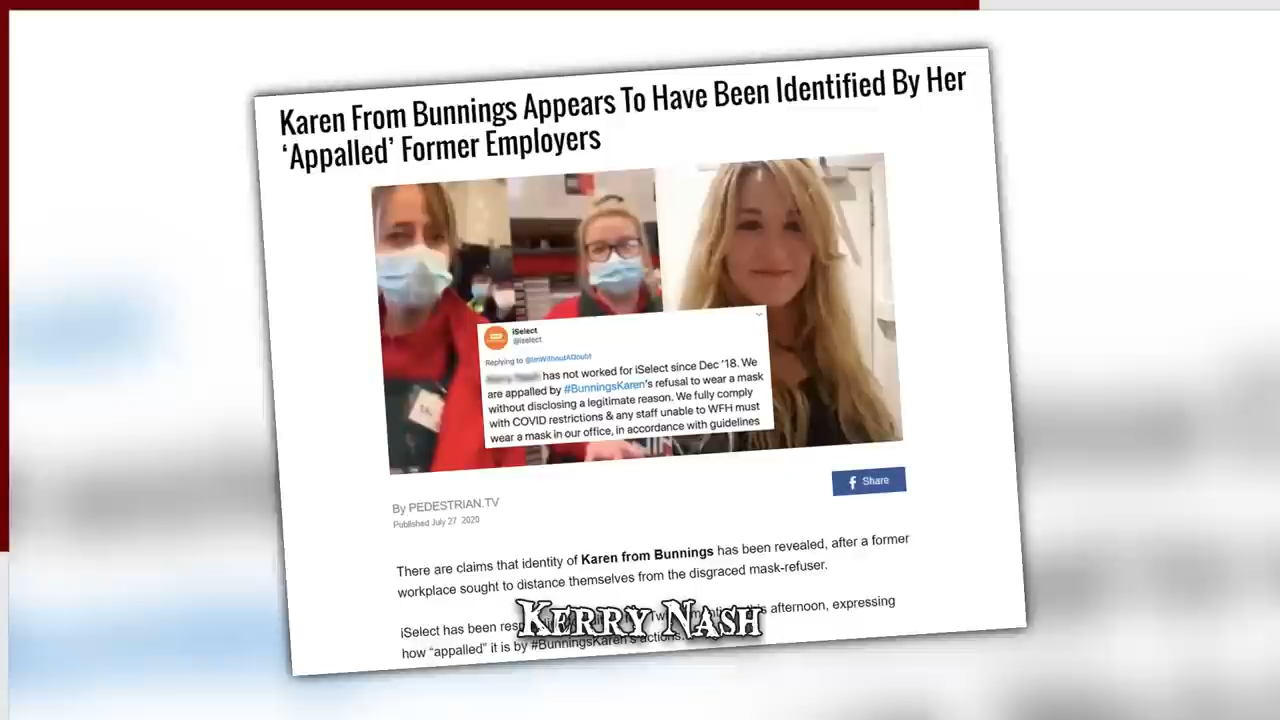 Karen From Bunnings Appears To Have Been Identified By Her
‘Appalled’ Former Employers
iSelect
@iselect
Replying to @ImWithoutADoubt
has not worked for iSelect since Dec ’18. We
are appalled by #BunningsKaren's refusal to wear a mask
without disclosing a legitimate reason. We fully comply
with COVID restrictions & any staff unable to WFH must
wear a mask in our office, in accordance with guidelines
Share
By PEDESTRIAN.TV
Published July 27, 2020
There are claims that identity of Karen from Bunnings has been revealed, after a former
workplace sought to distance themselves from the disgraced mask-refuser.
iSelect has been afternoon, expressing
how “appalled” it is by #BunningsKaren's actions.
Kerry Nash